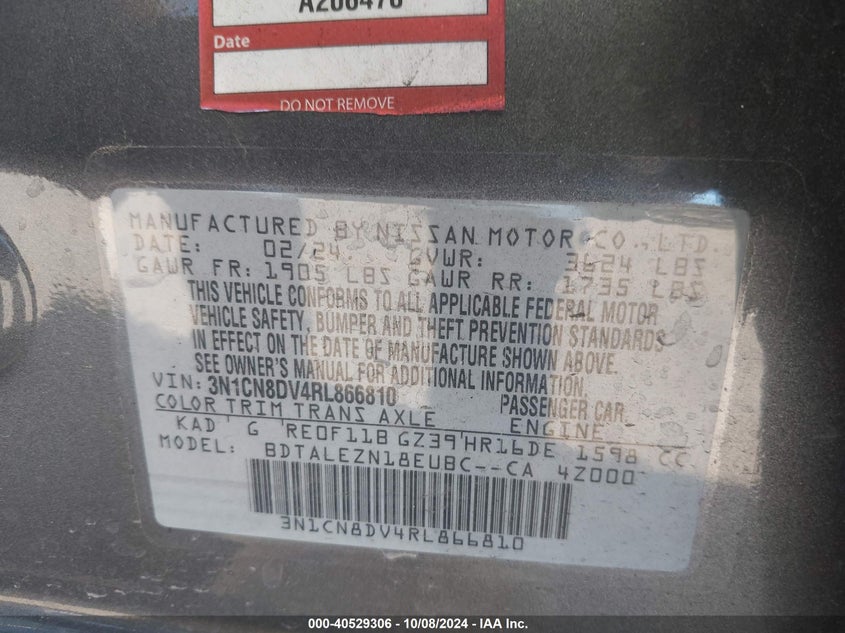 A206476
Date
DO NOT REMOVE
MANUFACTURED BY NISSAN MOTOR CO.,LTD.
DATE: 02/24. GVWR: 3624 LBS
GAWR FR: 1905 LBS GAWR RR: 1735 LBS
THIS VEHICLE CONFORMS TO ALL APPLICABLE FEDERAL MOTOR
VEHICLE SAFETY, BUMPER AND THEFT PREVENTION STANDARDS
IN EFFECT ON THE DATE OF MANUFACTURE SHOWN ABOVE.
SEE OWNER'S MANUAL FOR ADDITIONAL INFORMATION
VIN: 3N1CN8DV4RL866810 PASSENGER CAR
COLOR TRIM TRANS AXLE ENGINE
KAD G RE0F11B GZ39 HR16DE 1598 CC
MODEL: BDTALEZN18EUBC--CA 4Z000
3N1CN8DV4RL866810
000-40529306 - 10/08/2024 - IAA Inc.